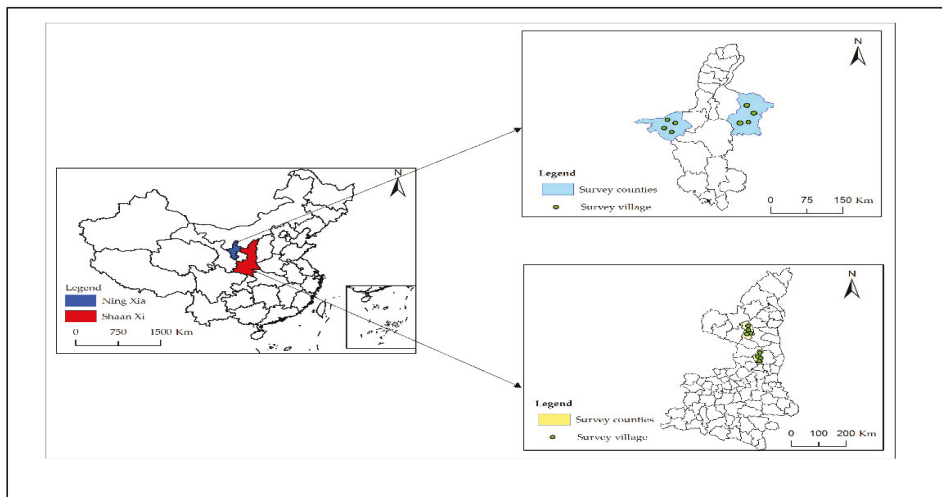 N
Legend
Ning Xia
Shaan Xi
0 750 1500 Km
N
Legend
Survey counties
Survey village
0 75 150 Km
N
Legend
Survey counties
Survey village
0 100 200 Km